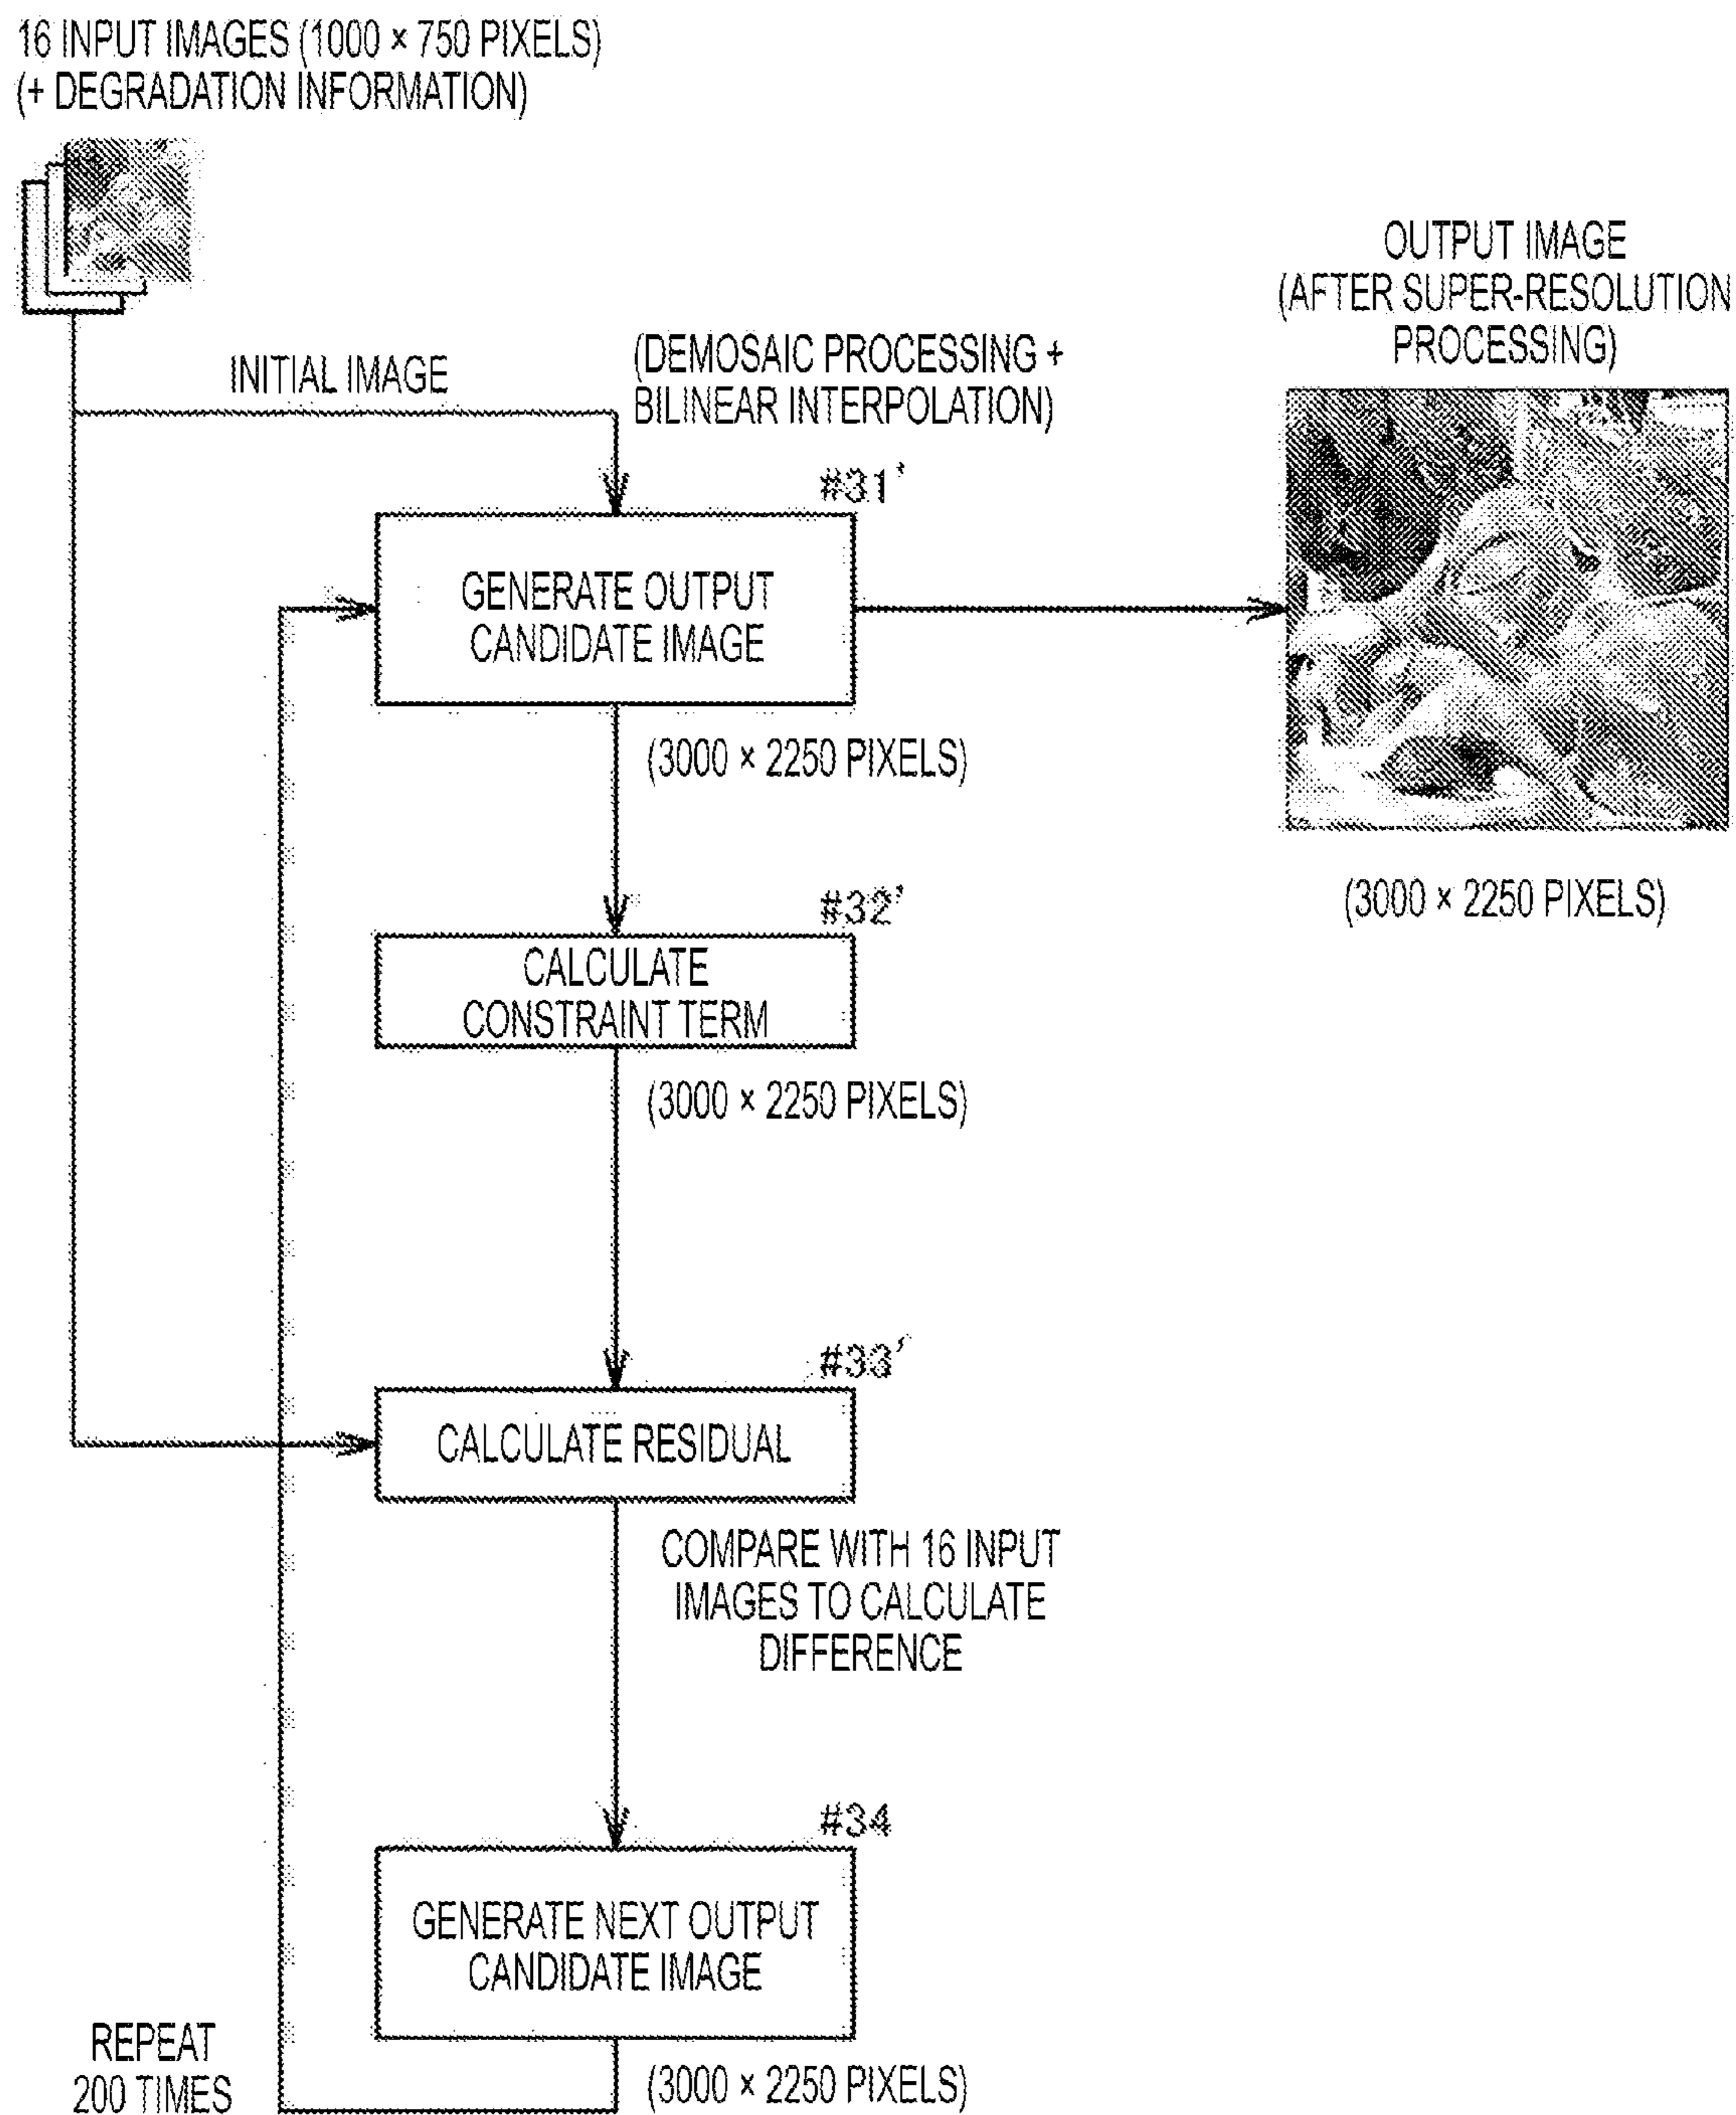 16 INPUT IMAGES (1000 × 750 PIXELS)
(+ DEGRADATION INFORMATION)
OUTPUT IMAGE
(AFTER SUPER-RESOLUTION
PROCESSING)
INITIAL IMAGE
(DEMOSAIC PROCESSING +
BILINEAR INTERPOLATION)
#31'
GENERATE OUTPUT
CANDIDATE IMAGE
(3000 × 2250 PIXELS)
(3000 × 2250 PIXELS)
#32'
CALCULATE
CONSTRAINT TERM
(3000 × 2250 PIXELS)
#33'
CALCULATE RESIDUAL
COMPARE WITH 16 INPUT
IMAGES TO CALCULATE
DIFFERENCE
#34
GENERATE NEXT OUTPUT
CANDIDATE IMAGE
REPEAT
200 TIMES
(3000 × 2250 PIXELS)